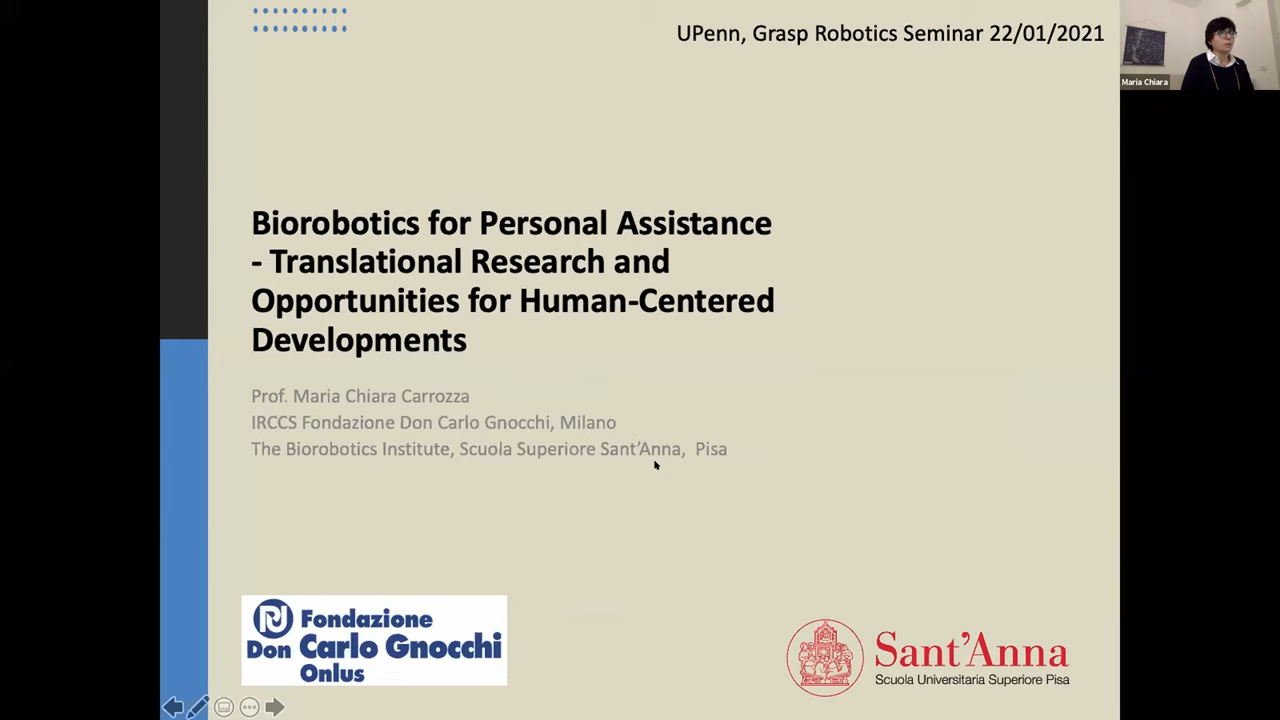 UPenn, Grasp Robotics Seminar 22/01/2021
Maria Chiara
Biorobotics for Personal Assistance
- Translational Research and
Opportunities for Human-Centered
Developments
Prof. Maria Chiara Carrozza
IRCCS Fondazione Don Carlo Gnocchi, Milano
The Biorobotics Institute, Scuola Superiore Sant'Anna, Pisa
Fondazione
Don Carlo Gnocchi
Onlus
Sant'Anna
Scuola Universitaria Superiore Pisa